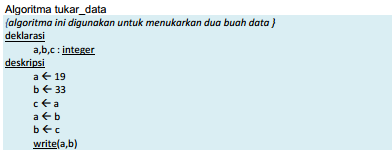 Algoritma tukar_data
{algoritma ini digunakan untuk menukarkan dua buah data }
deklarasi
a,b,c : integer
deskripsi
a ← 19
b ← 33
c ← a
a ← b
b ← c
write(a,b)